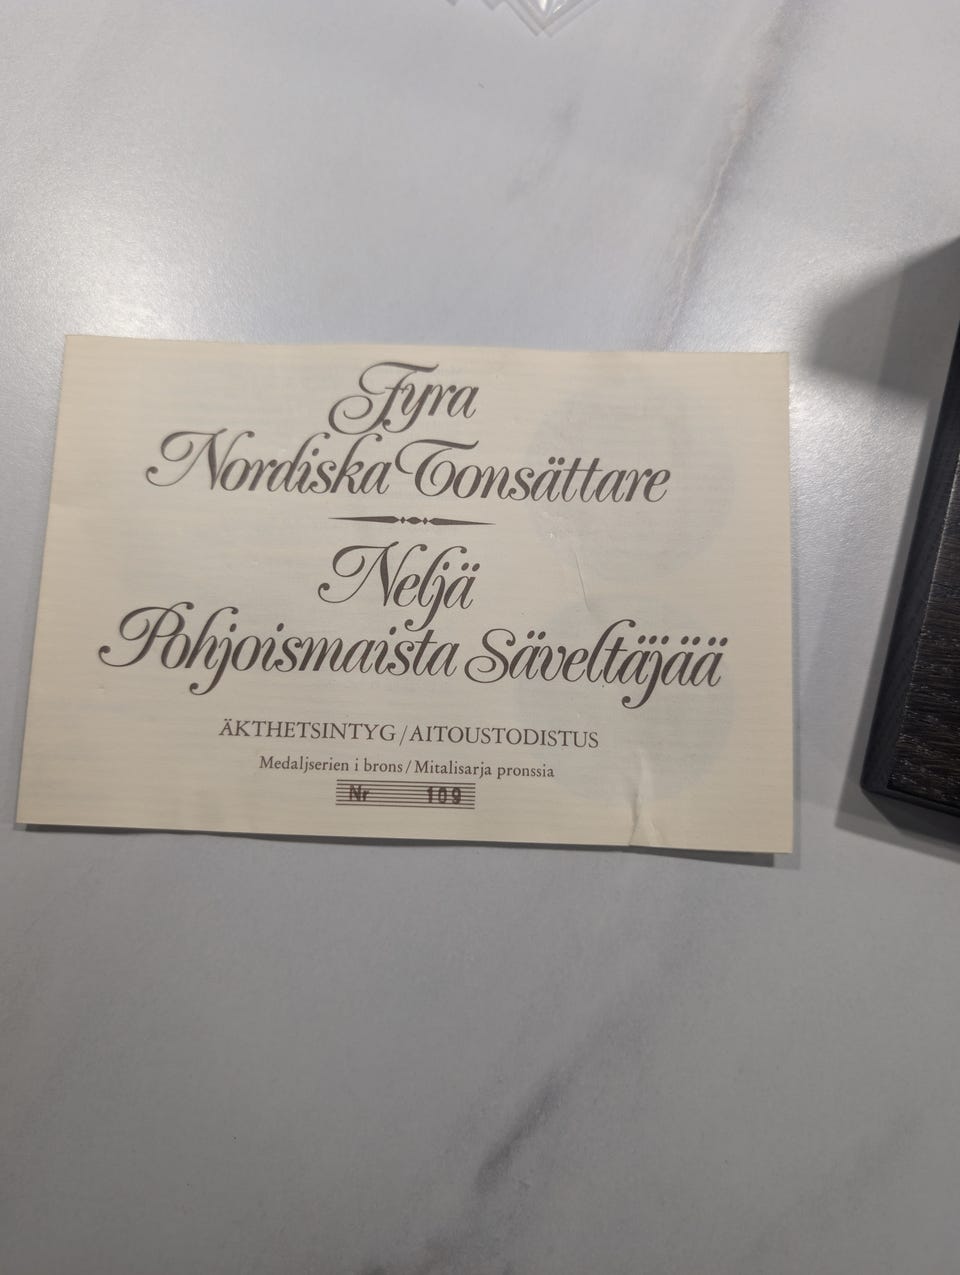 Fyra
Nordiska Tonsättare
Neljä
Pohjoismaista Säveltäjää
ÄKTHETSINTYG/AITOUSTODISTUS
Medaljserien i brons/Mitalisarja pronssia
Nr 109